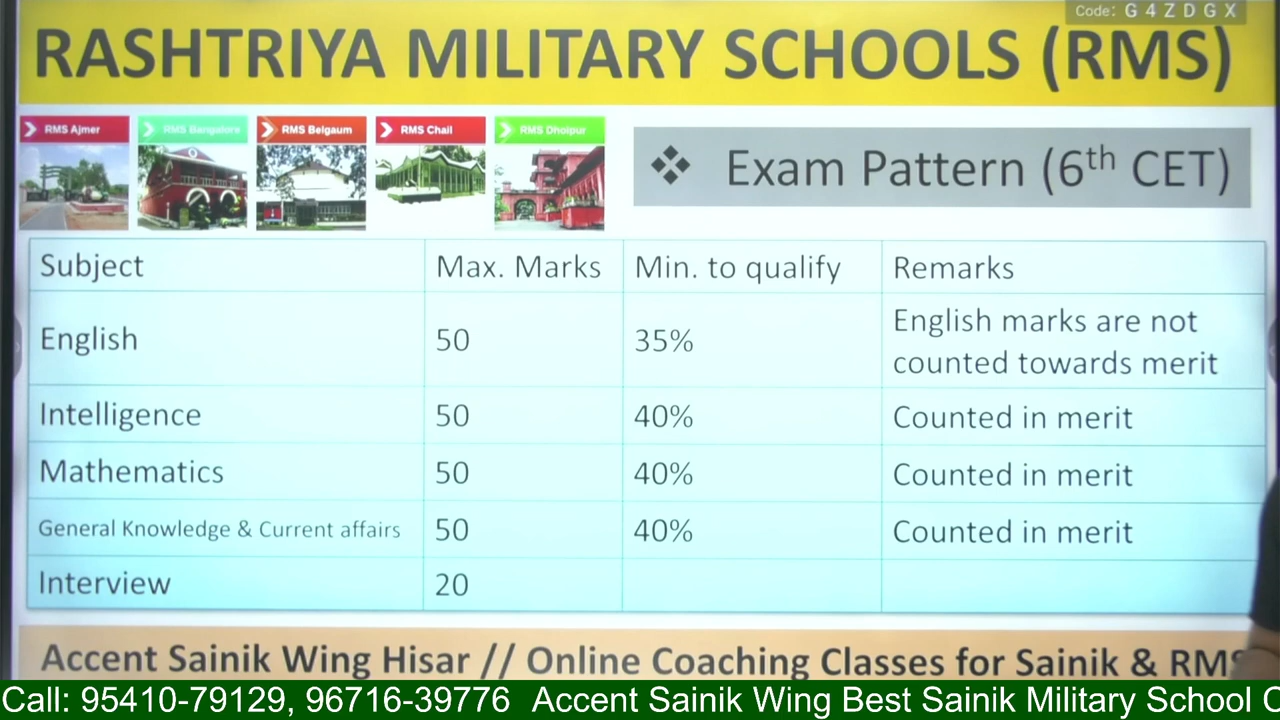 Code: G 4 Z D G X
RASHTRIYA MILITARY SCHOOLS (RMS)
RMS Ajmer
RMS Bangalore
RMS Belgaum
RMS Chail
RMS Dholpur
❖ Exam Pattern (6th CET)
Subject Max. Marks Min. to qualify Remarks
English 50 35% English marks are not
counted towards merit
Intelligence 50 40% Counted in merit
Mathematics 50 40% Counted in merit
General Knowledge & Current affairs 50 40% Counted in merit
Interview 20
Accent Sainik Wing Hisar // Online Coaching Classes for Sainik & RMS
Call: 95410-79129, 96716-39776 Accent Sainik Wing Best Sainik Military School